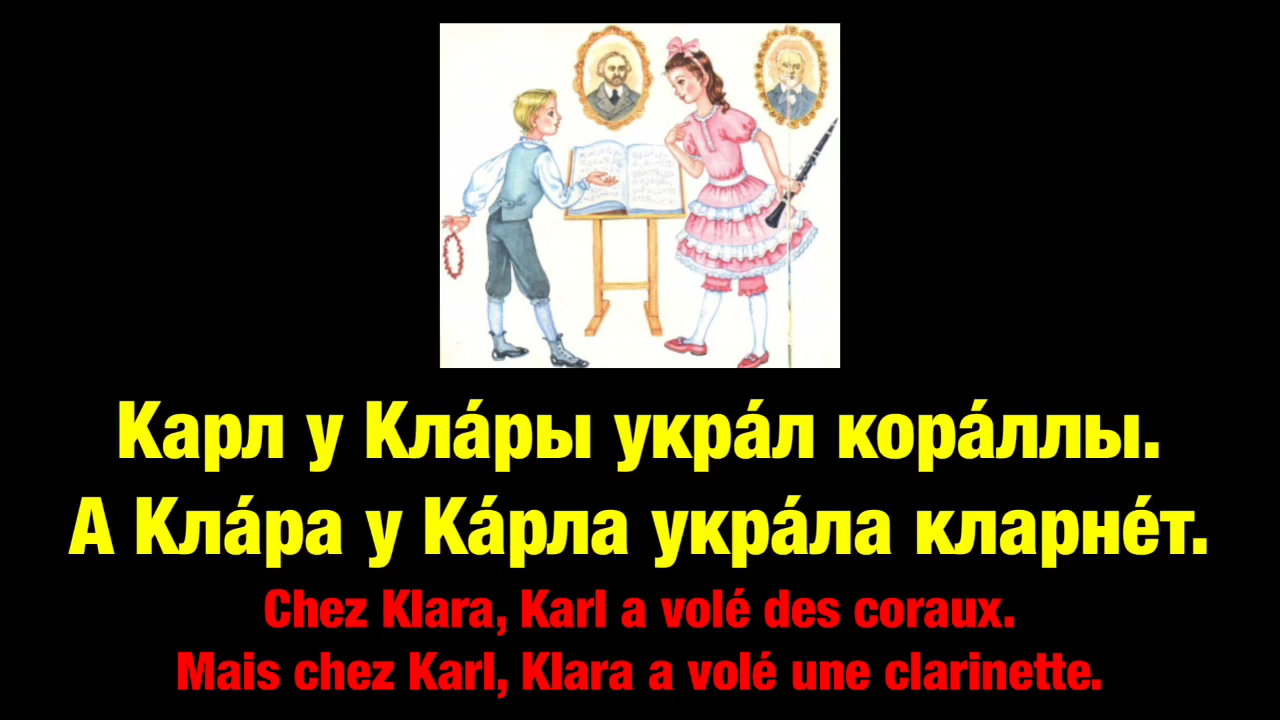 Карл у Кла́ры укра́л кора́ллы.
А Кла́ра у Ка́рла укра́ла кларне́т.
Chez Klara, Karl a volé des coraux.
Mais chez Karl, Klara a volé une clarinette.